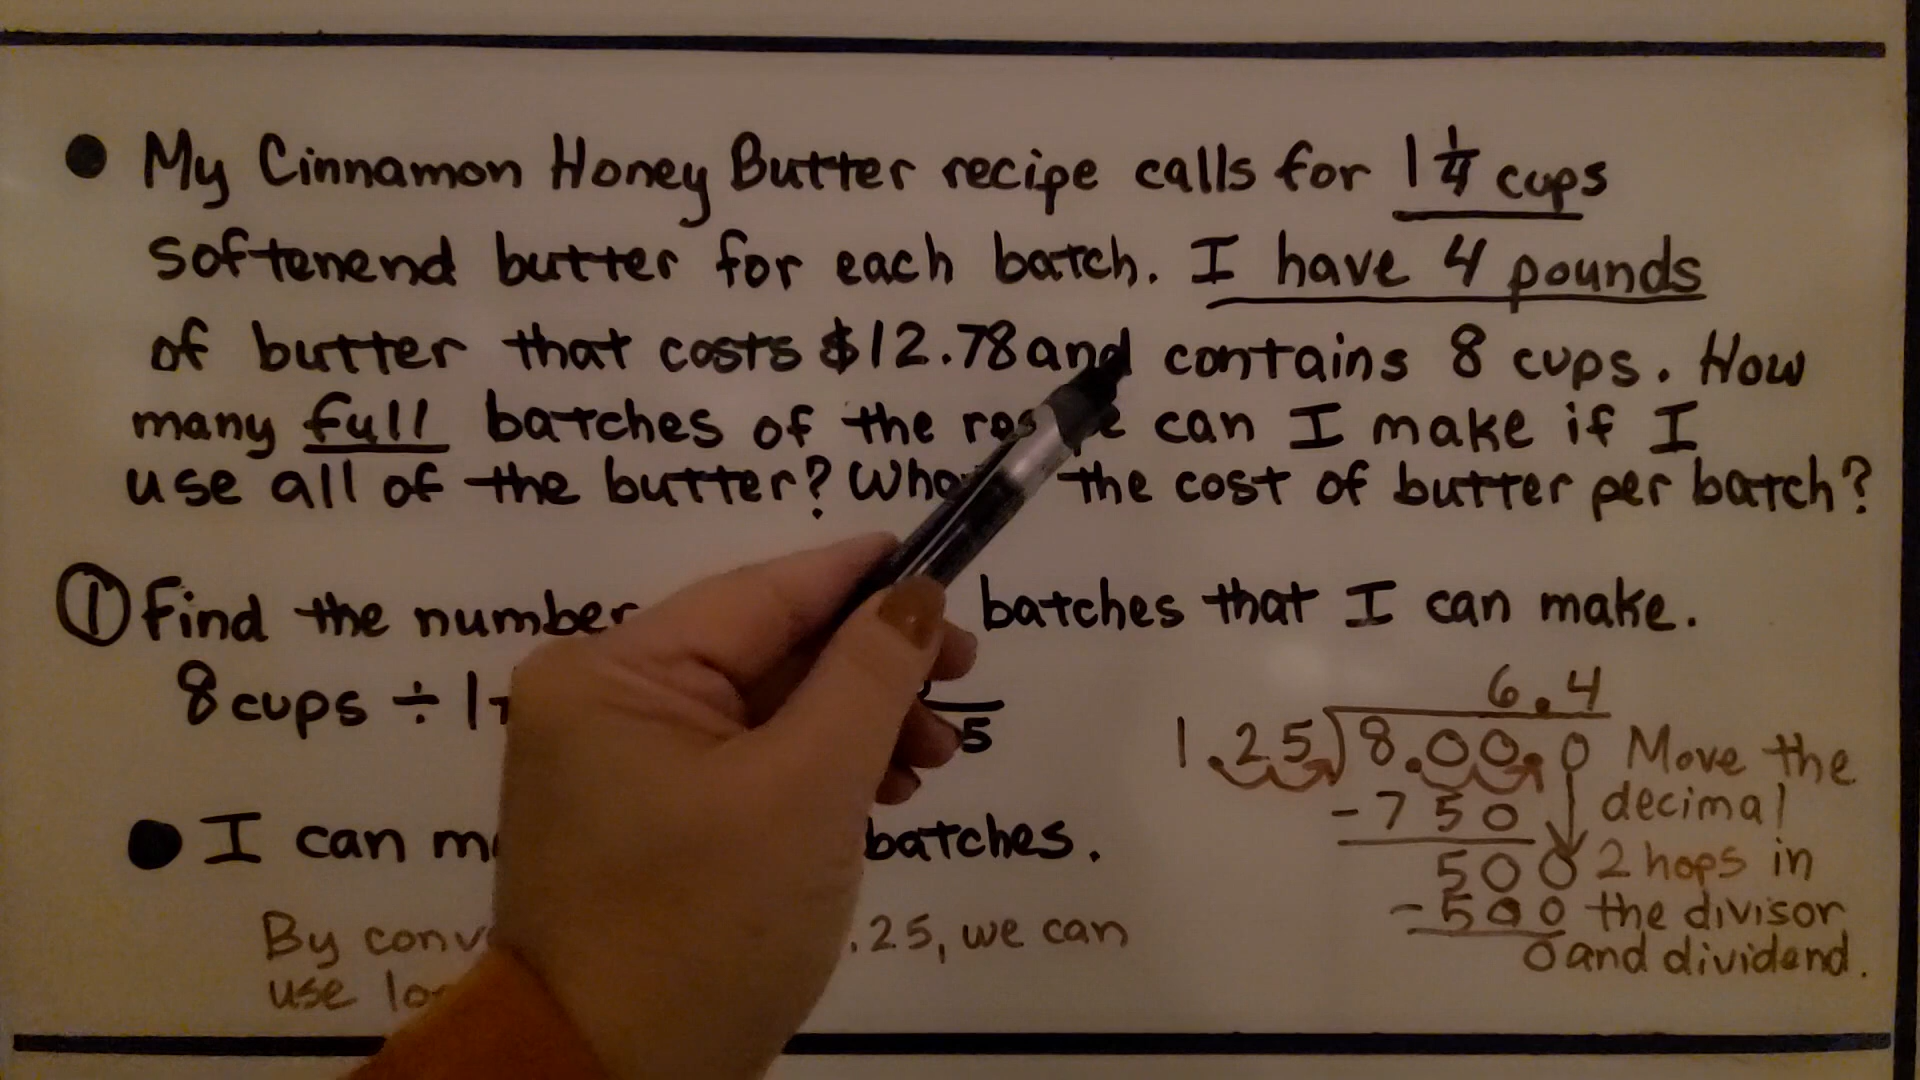 My Cinnamon Honey Butter recipe calls for 1 1/4 cups
softenend butter for each batch. I have 4 pounds
of butter that costs $12.78 and contains 8 cups. How
many full batches of the can I make if I
use all of the butter? the cost of butter per batch?
① Find the number batches that I can make.
8 cups ÷ 1
5
I can batches.
By .25, we can
use
6.4
1.25)8.00.0
-750
500
-500
0
Move the
decimal
2 hops in
the divisor
and dividend.